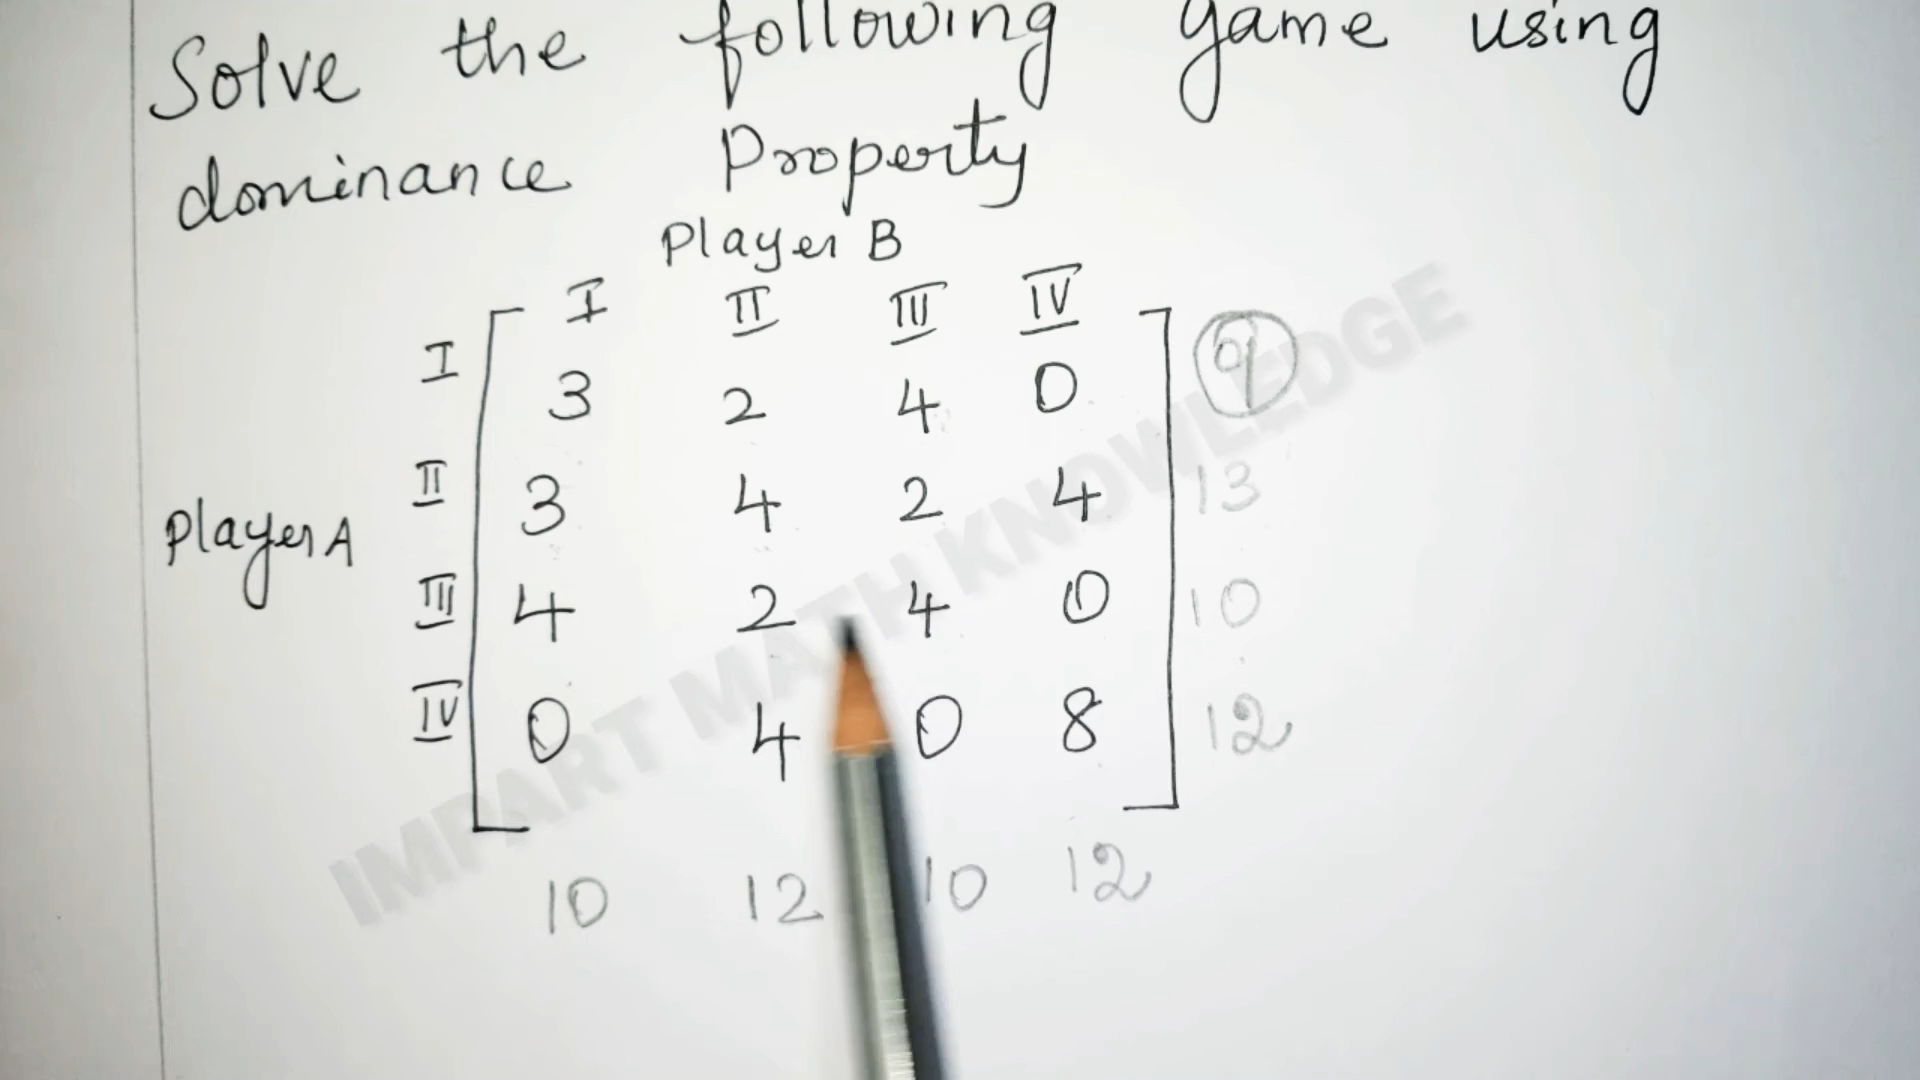 Solve the following game using
dominance Property
Player B
I II III IV
I 3 2 4 0 9
II 3 4 2 4 13
Player A
III 4 2 4 0 10
IV 0 4 0 8 12
10 12 10 12
IMPART MATH KNOWLEDGE